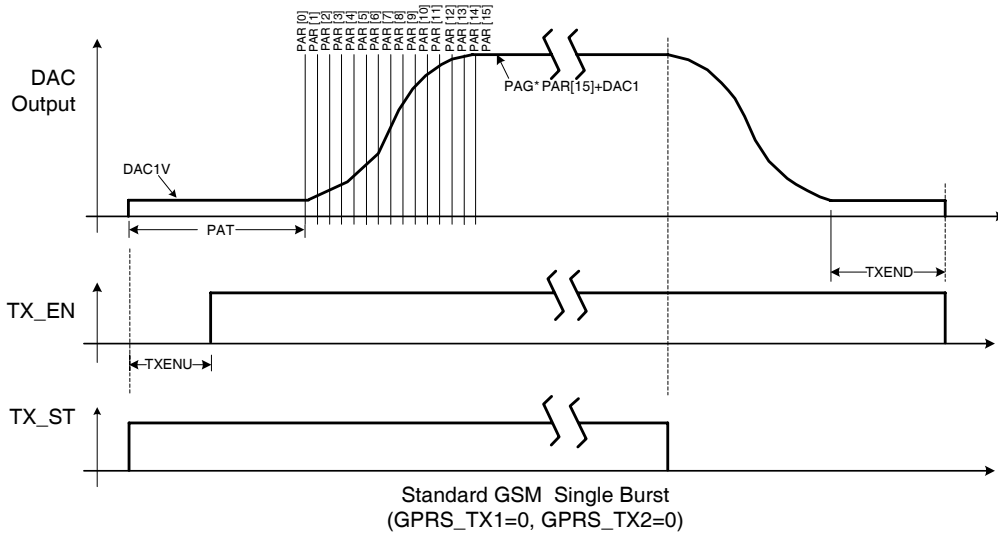 PAR [0]
PAR [1]
PAR [2]
PAR [3]
PAR [4]
PAR [5]
PAR [6]
PAR [7]
PAR [8]
PAR [9]
PAR [10]
PAR [11]
PAR [12]
PAR [13]
PAR [14]
PAR [15]
DAC
Output
PAG* PAR[15]+DAC1
DAC1V
PAT
TXEND
TX_EN
TXENU
TX_ST
Standard GSM Single Burst
(GPRS_TX1=0, GPRS_TX2=0)